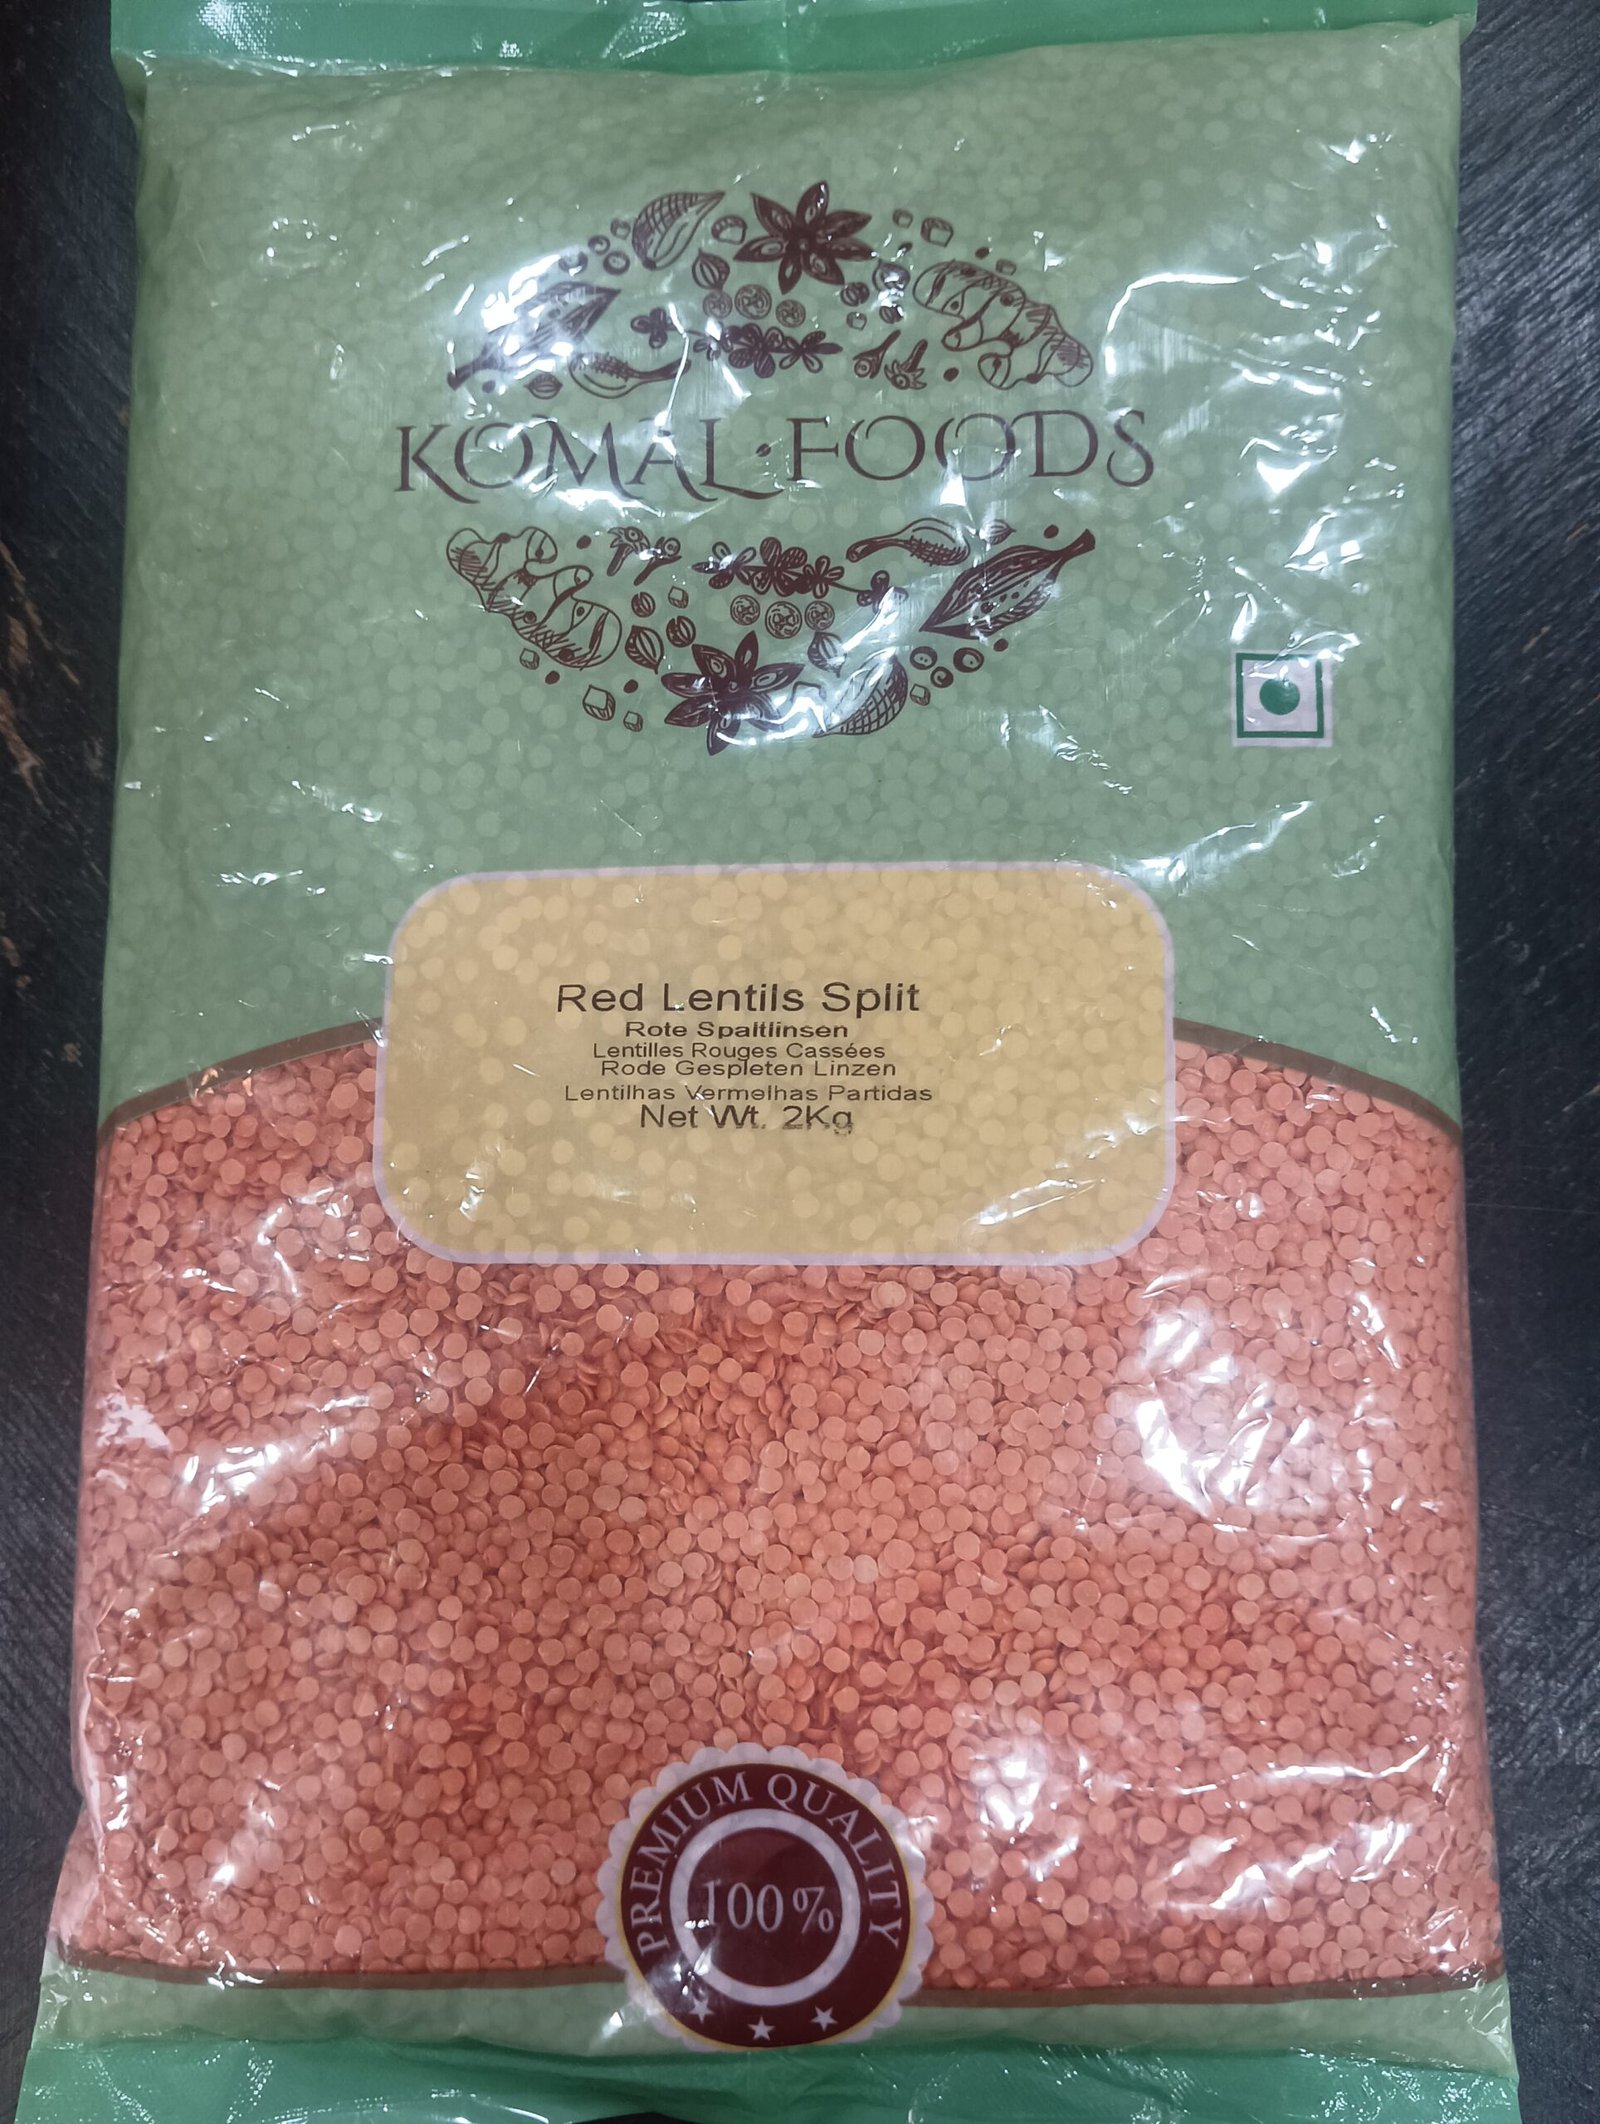 KOMAL·FOODS
Red Lentils Split
Rote Spaltlinsen
Lentilles Rouges Cassées
Rode Gespleten Linzen
Lentilhas Vermelhas Partidas
Net Wt. 2Kg
PREMIUM QUALITY
100%